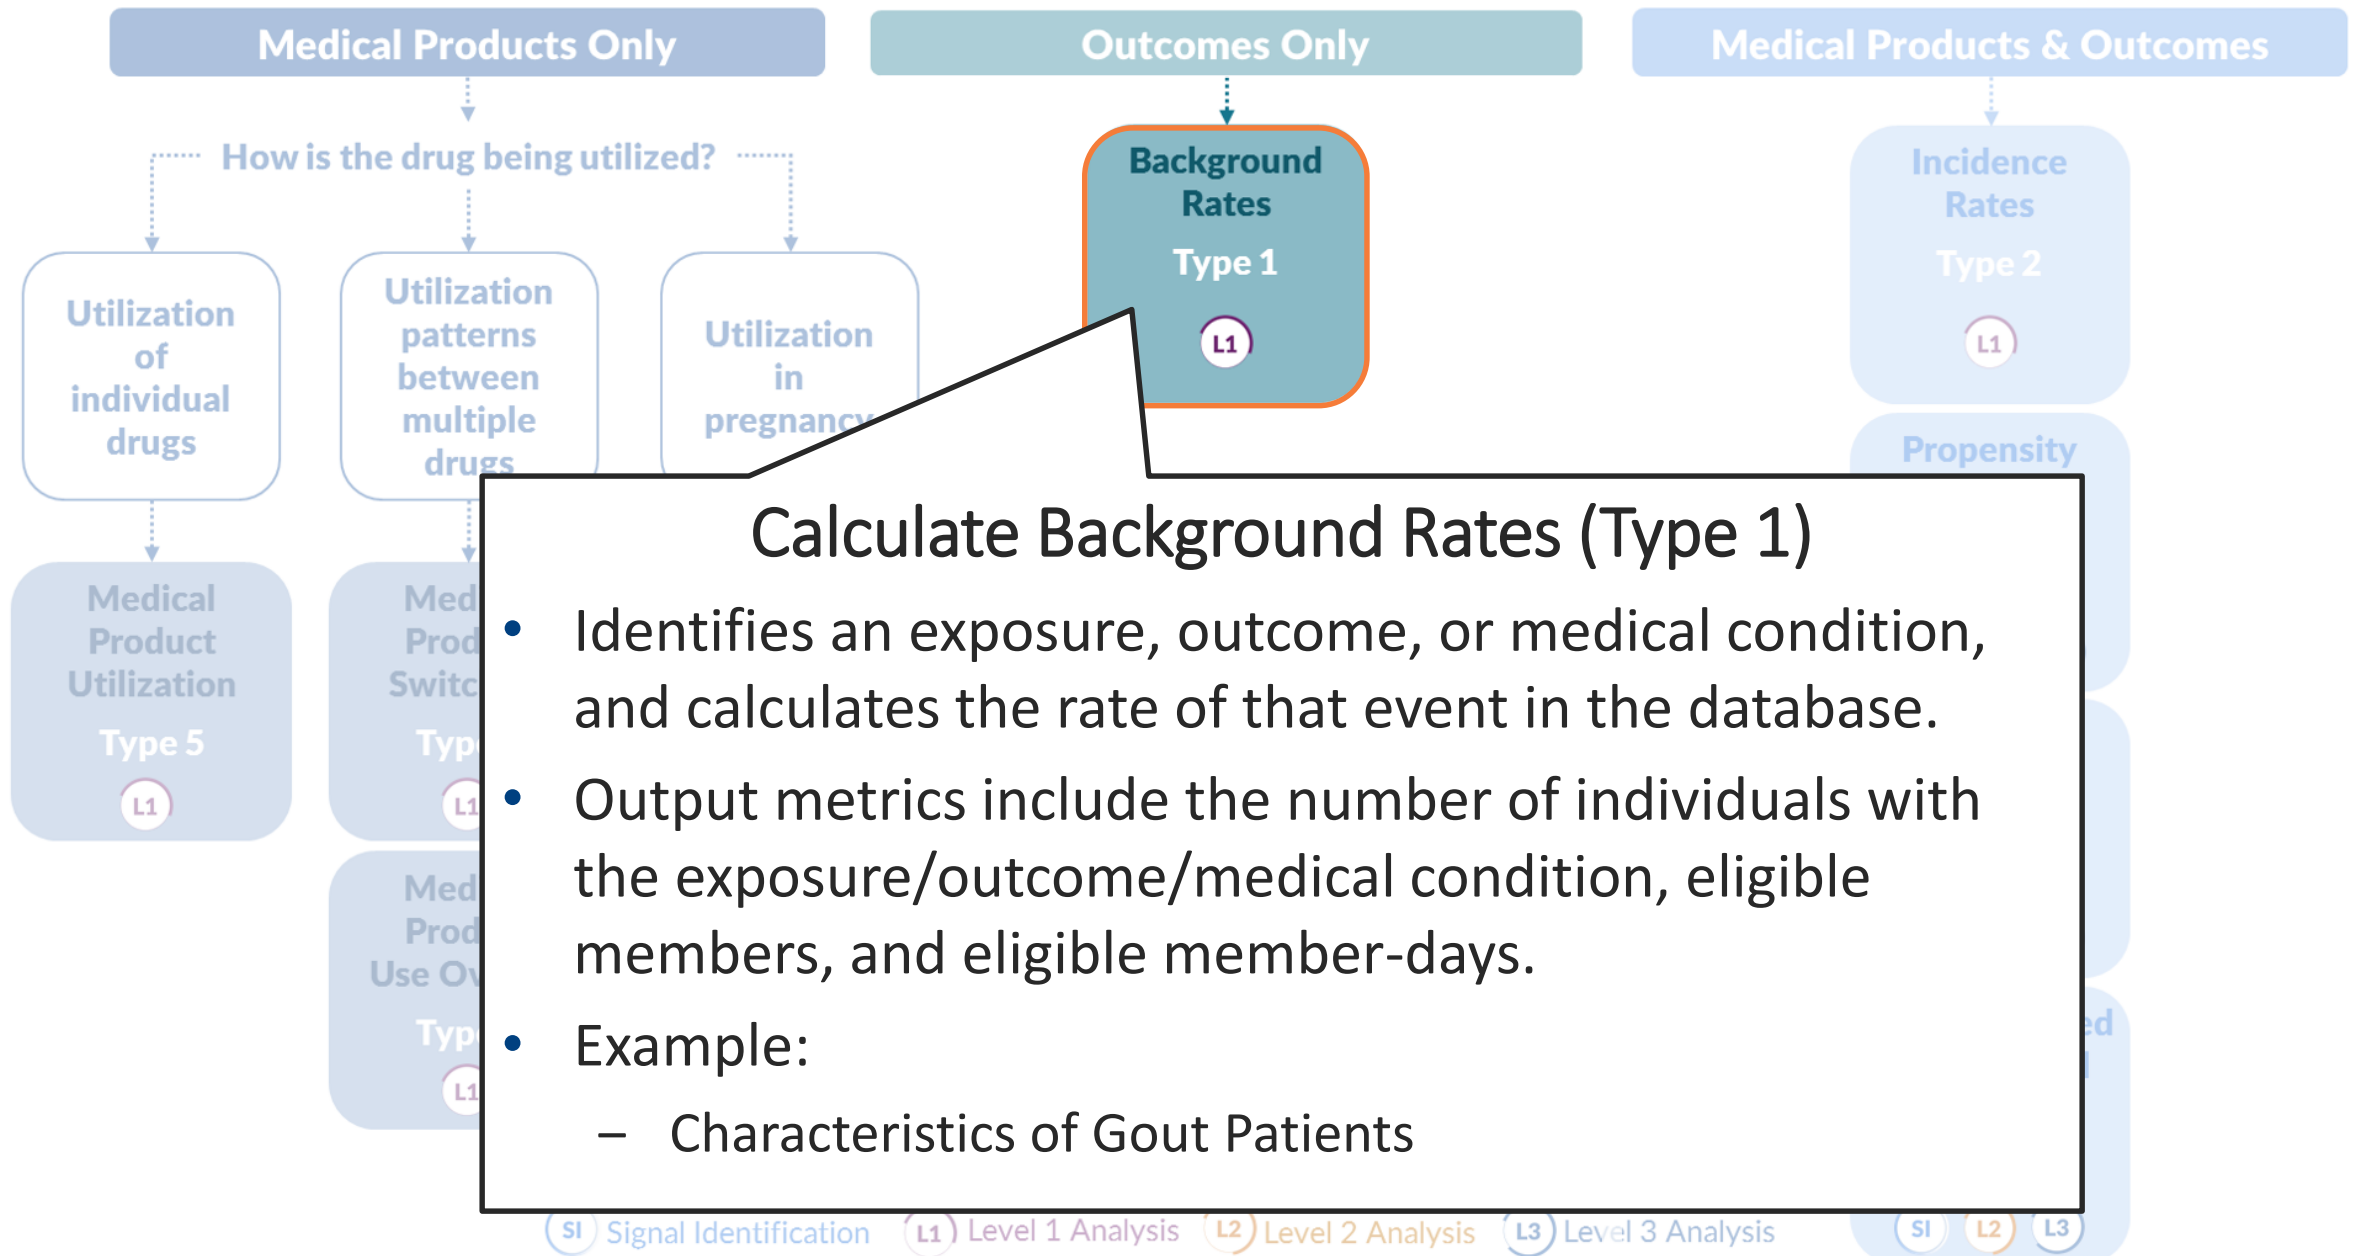 Medical Products Only
Outcomes Only
Medical Products & Outcomes
How is the drug being utilized?
Utilization
of
individual
drugs
Utilization
patterns
between
multiple
drugs
Utilization
in
pregnancy
Background
Rates
Type 1
L1
Incidence
Rates
Type 2
L1
Propensity
Medical
Product
Utilization
Type 5
L1
L1
L1
Calculate Background Rates (Type 1)
• Identifies an exposure, outcome, or medical condition,
and calculates the rate of that event in the database.
• Output metrics include the number of individuals with
the exposure/outcome/medical condition, eligible
members, and eligible member-days.
• Example:
– Characteristics of Gout Patients
SI Signal Identification L1 Level 1 Analysis L2 Level 2 Analysis L3 Level 3 Analysis
SI L2 L3